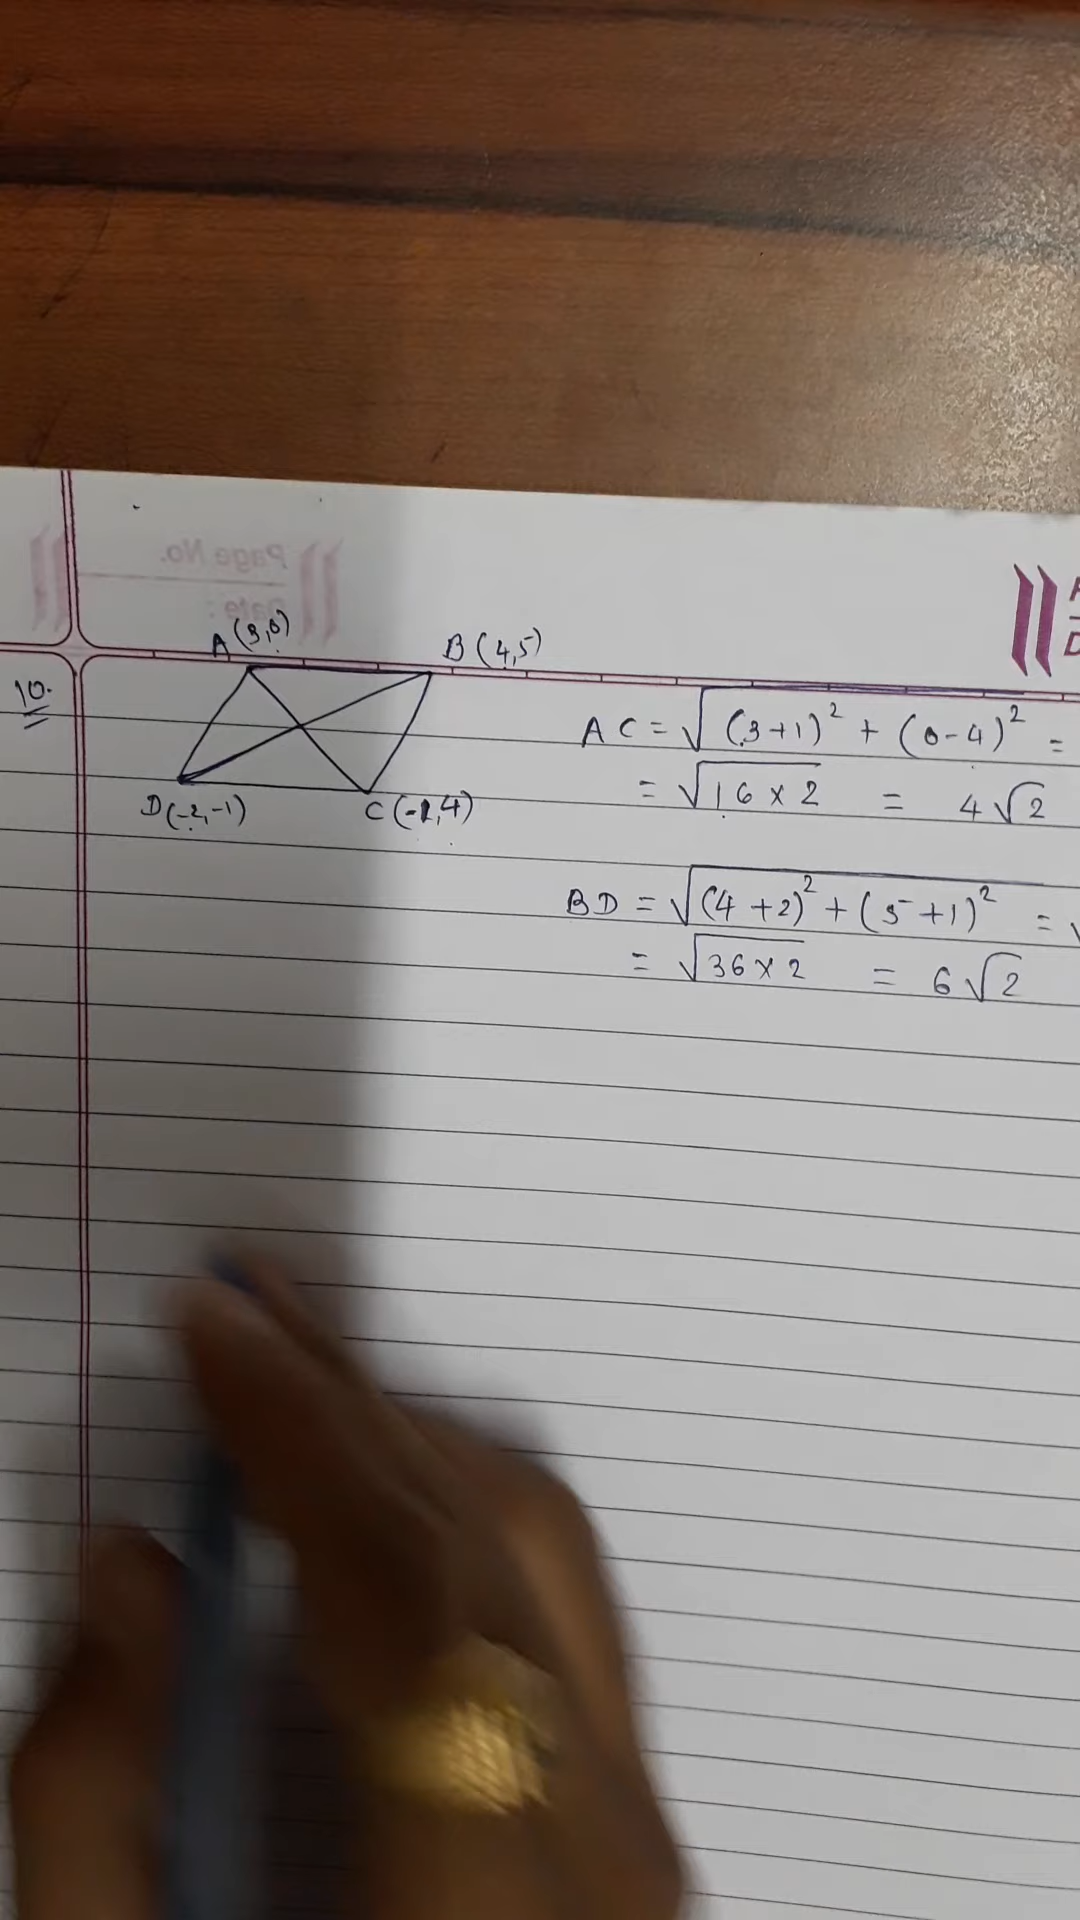 Page No.
Date :
A (3,0)
B (4,5)
10.
D(-2,-1)
C (-1,4)
AC = √(3+1)² + (0-4)² =
= √16 × 2 = 4√2
BD = √(4+2)² + (5+1)² = √
= √36 × 2 = 6√2